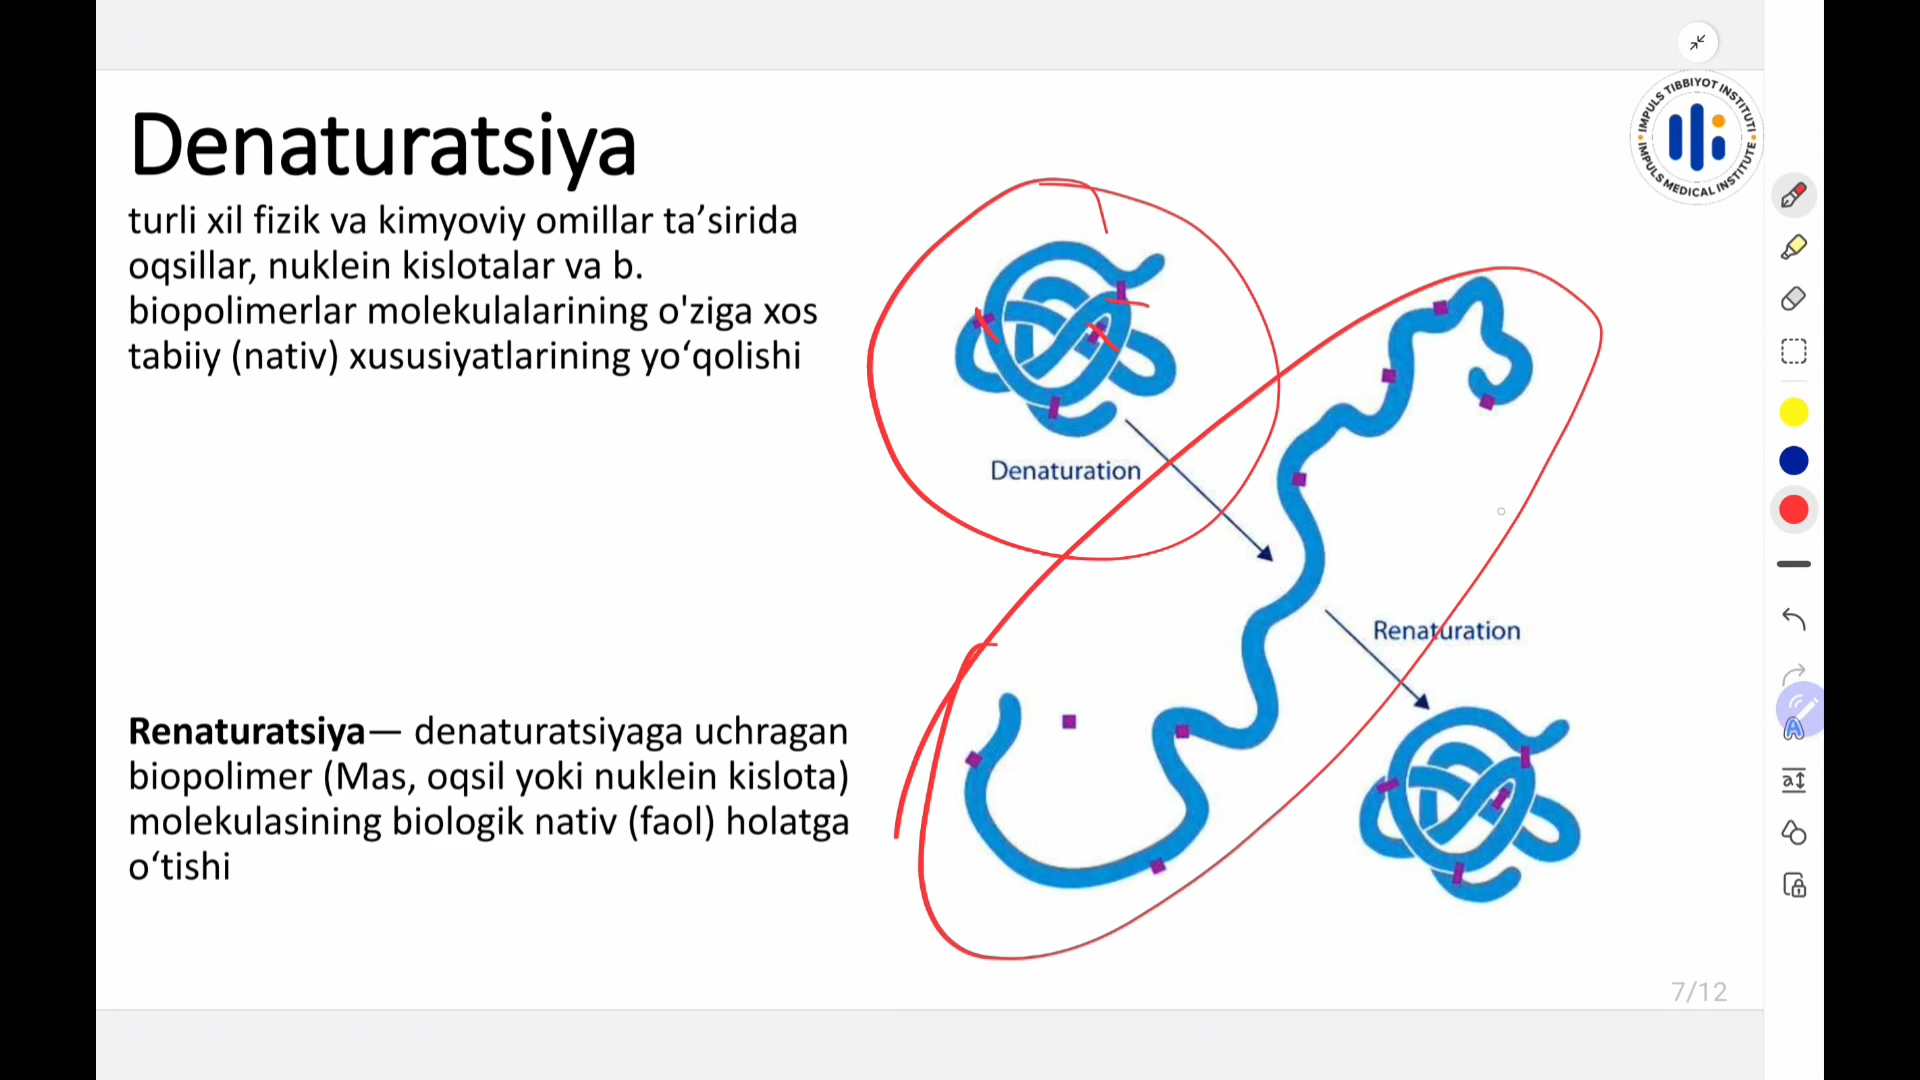 IMPULS TIBBIYOT INSTITUTI
IMPULS MEDICAL INSTITUTE
Denaturatsiya
turli xil fizik va kimyoviy omillar ta’sirida
oqsillar, nuklein kislotalar va b.
biopolimerlar molekulalarining o'ziga xos
tabiiy (nativ) xususiyatlarining yo‘qolishi
Denaturation
Renaturation
Renaturatsiya— denaturatsiyaga uchragan
biopolimer (Mas, oqsil yoki nuklein kislota)
molekulasining biologik nativ (faol) holatga
o‘tishi
7/12
A
a